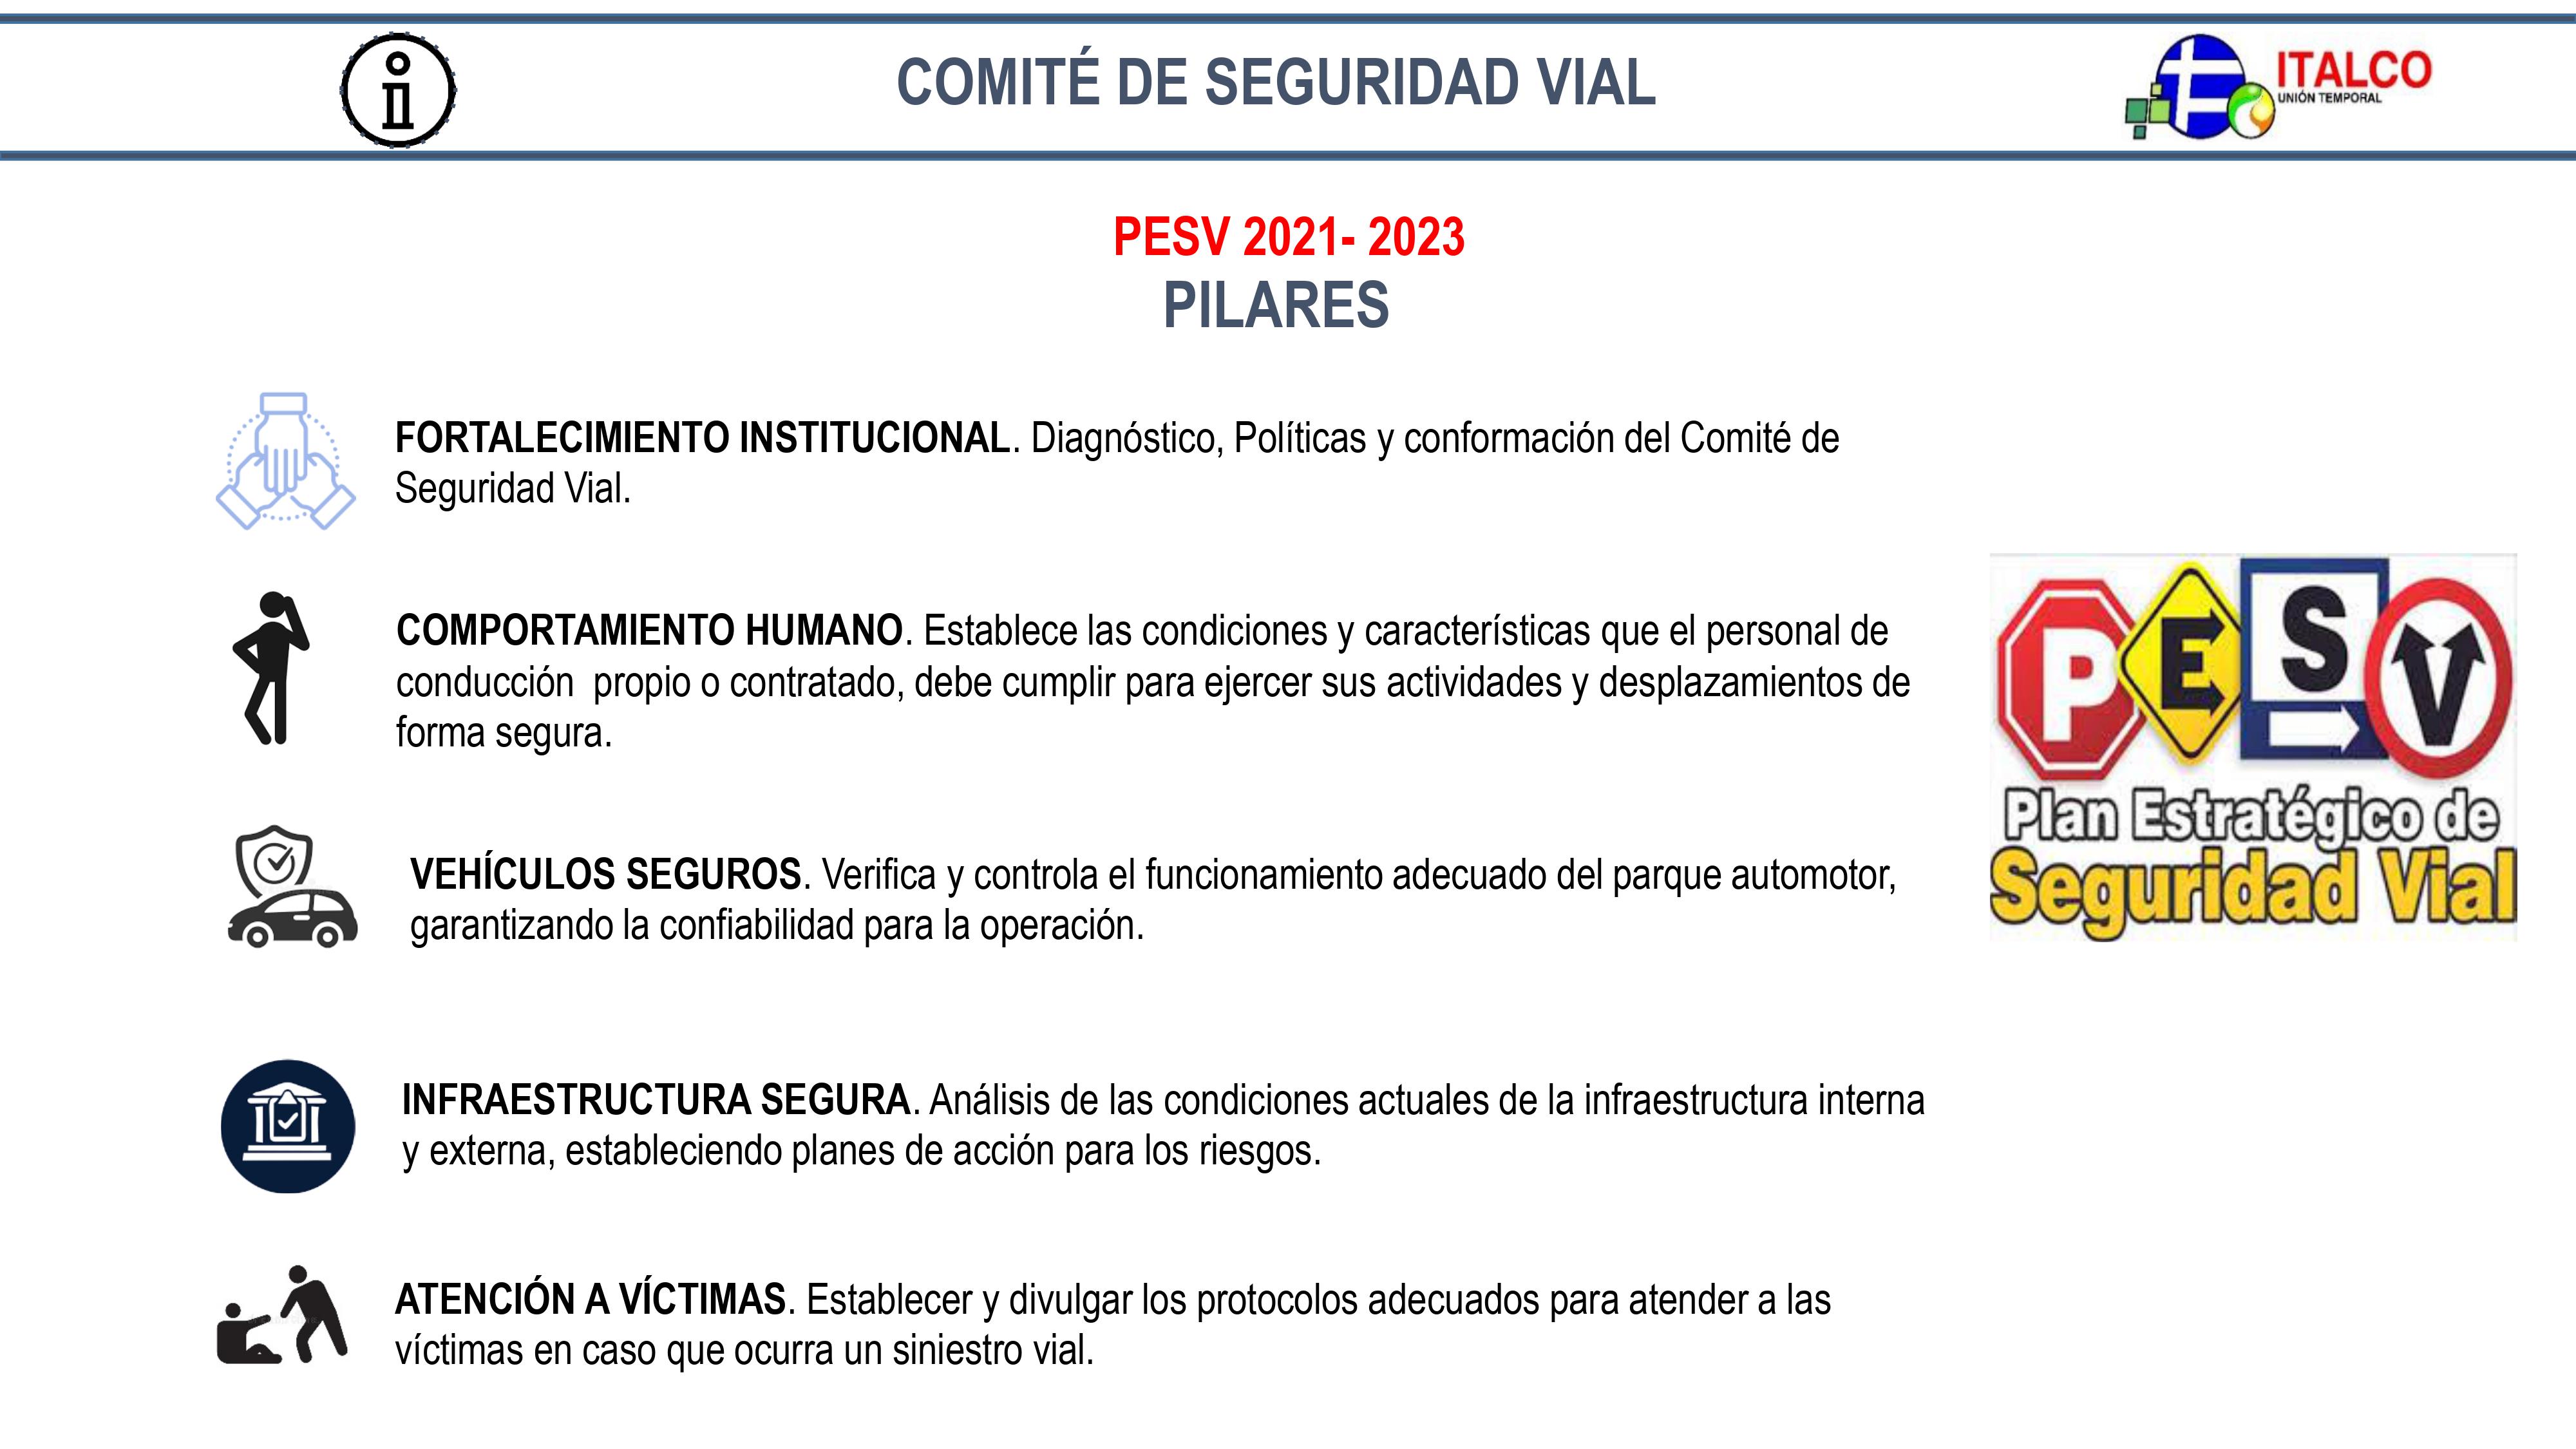 COMITÉ DE SEGURIDAD VIAL
ITALCO
UNIÓN TEMPORAL
PESV 2021- 2023
PILARES
FORTALECIMIENTO INSTITUCIONAL. Diagnóstico, Políticas y conformación del Comité de
Seguridad Vial.
COMPORTAMIENTO HUMANO. Establece las condiciones y características que el personal de
conducción  propio o contratado, debe cumplir para ejercer sus actividades y desplazamientos de
forma segura.
VEHÍCULOS SEGUROS. Verifica y controla el funcionamiento adecuado del parque automotor,
garantizando la confiabilidad para la operación.
INFRAESTRUCTURA SEGURA. Análisis de las condiciones actuales de la infraestructura interna
y externa, estableciendo planes de acción para los riesgos.
ATENCIÓN A VÍCTIMAS. Establecer y divulgar los protocolos adecuados para atender a las
víctimas en caso que ocurra un siniestro vial.
PESV
Plan Estratégico de
Seguridad Vial